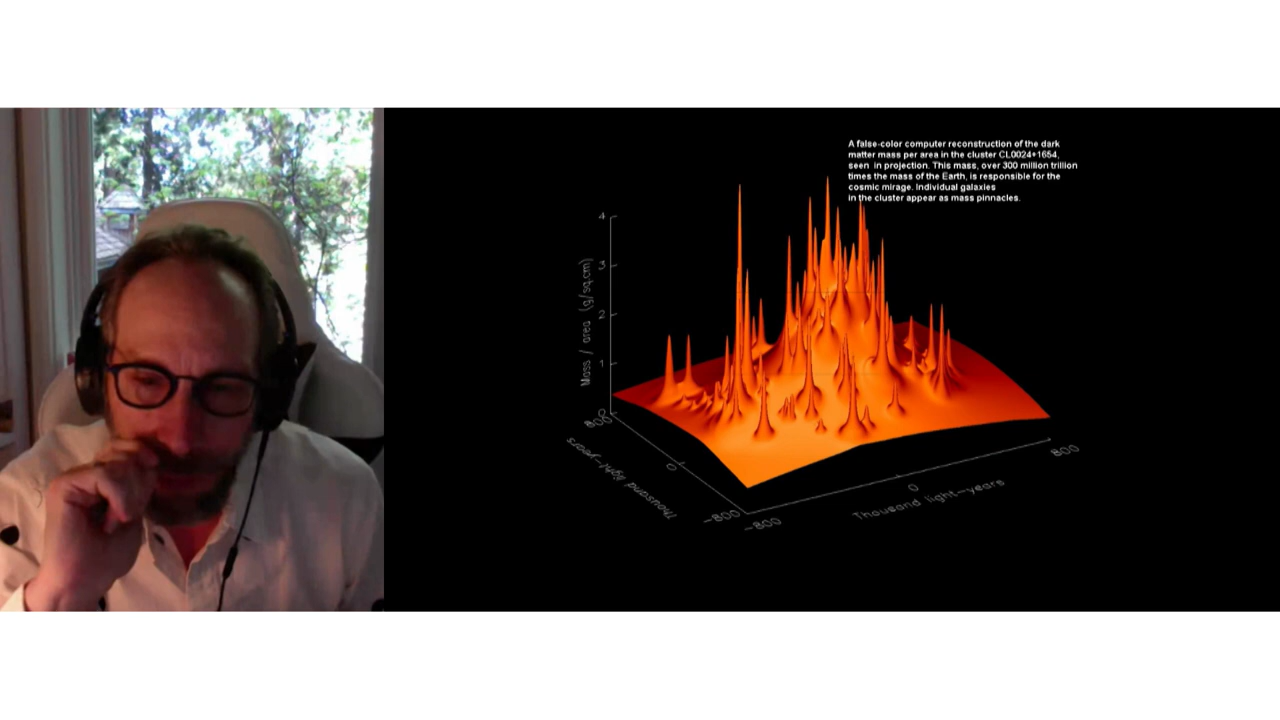 A false-color computer reconstruction of the dark
matter mass per area in the cluster CL0024+1654,
seen in projection. This mass, over 300 million trillion
times the mass of the Earth, is responsible for the
cosmic mirage. Individual galaxies
in the cluster appear as mass pinnacles.
4
3
2
1
0
Mass / area (g/sq.cm)
800
0
-800
Thousand light-years
-800
0
800
Thousand light-years